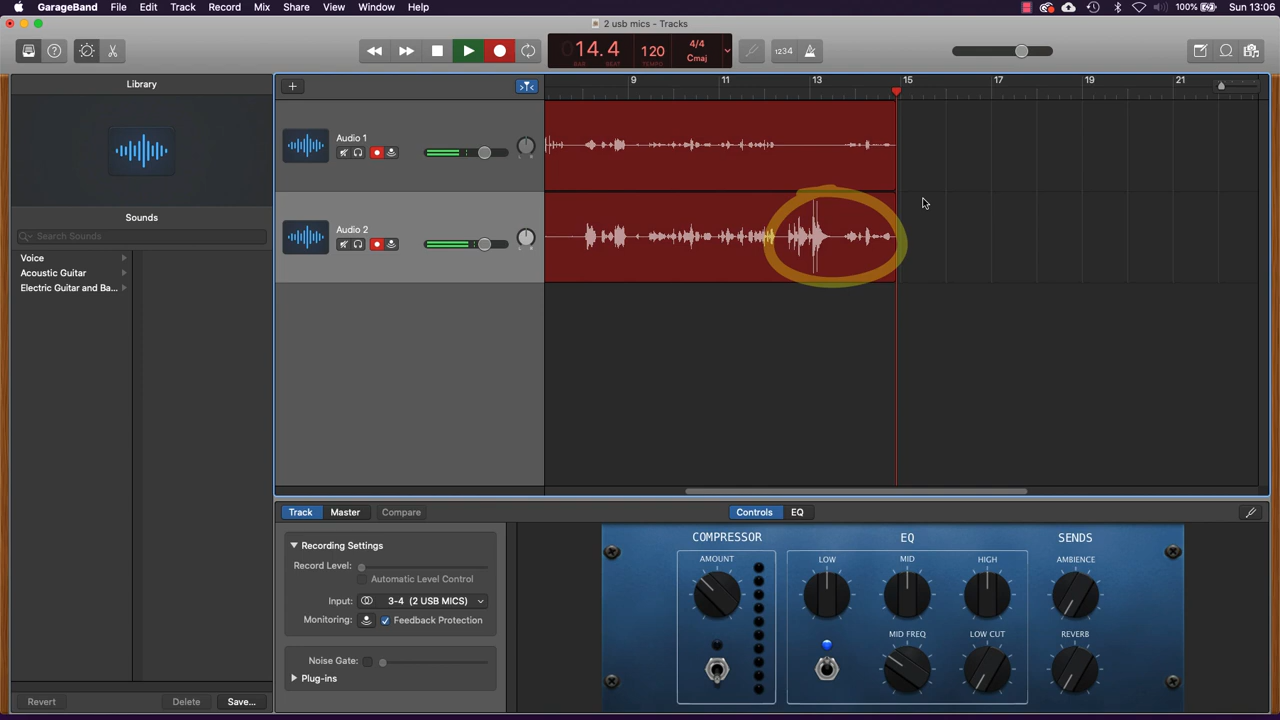 GarageBand File Edit Track Record Mix Share View Window Help 100% Sun 13:06
2 usb mics - Tracks
14.4 120 4/4
BAR BEAT TEMPO Cmaj
1234
Library
9 11 13 15 17 19 21
Audio 1
L R
Sounds
Search Sounds
Audio 2
L R
Voice
Acoustic Guitar
Electric Guitar and Ba...
Track Master Compare Controls EQ
Recording Settings
Record Level:
Automatic Level Control
Input: 3-4 (2 USB MICS)
Monitoring: Feedback Protection
Noise Gate:
Plug-ins
COMPRESSOR EQ SENDS
AMOUNT LOW MID HIGH AMBIENCE
MID FREQ LOW CUT REVERB
Revert Delete Save...